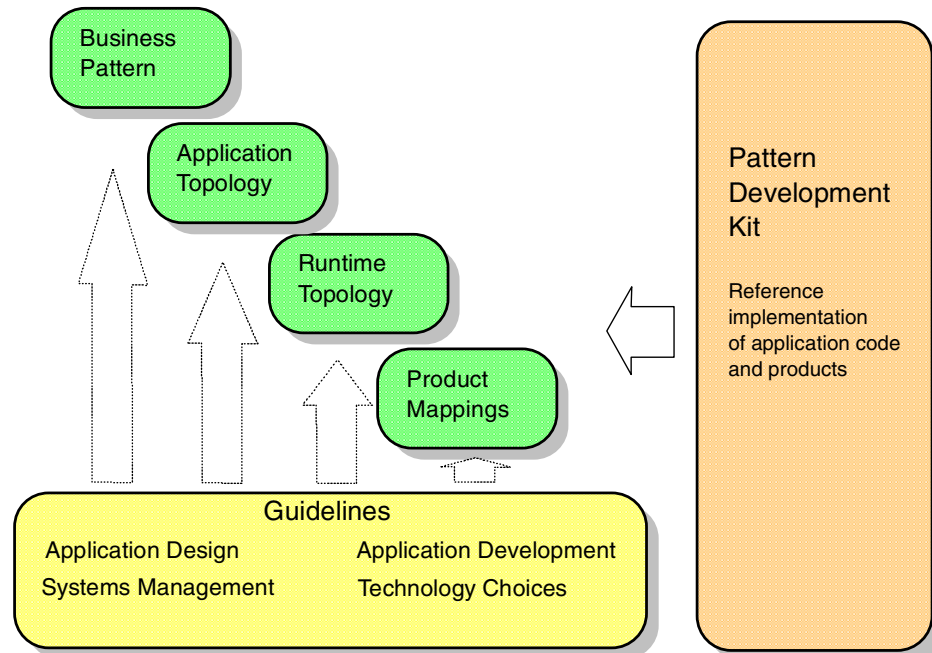 Business
Pattern
Application
Topology
Runtime
Topology
Product
Mappings
Pattern
Development
Kit
Reference
implementation
of application code
and products
Guidelines
Application Design
Application Development
Systems Management
Technology Choices